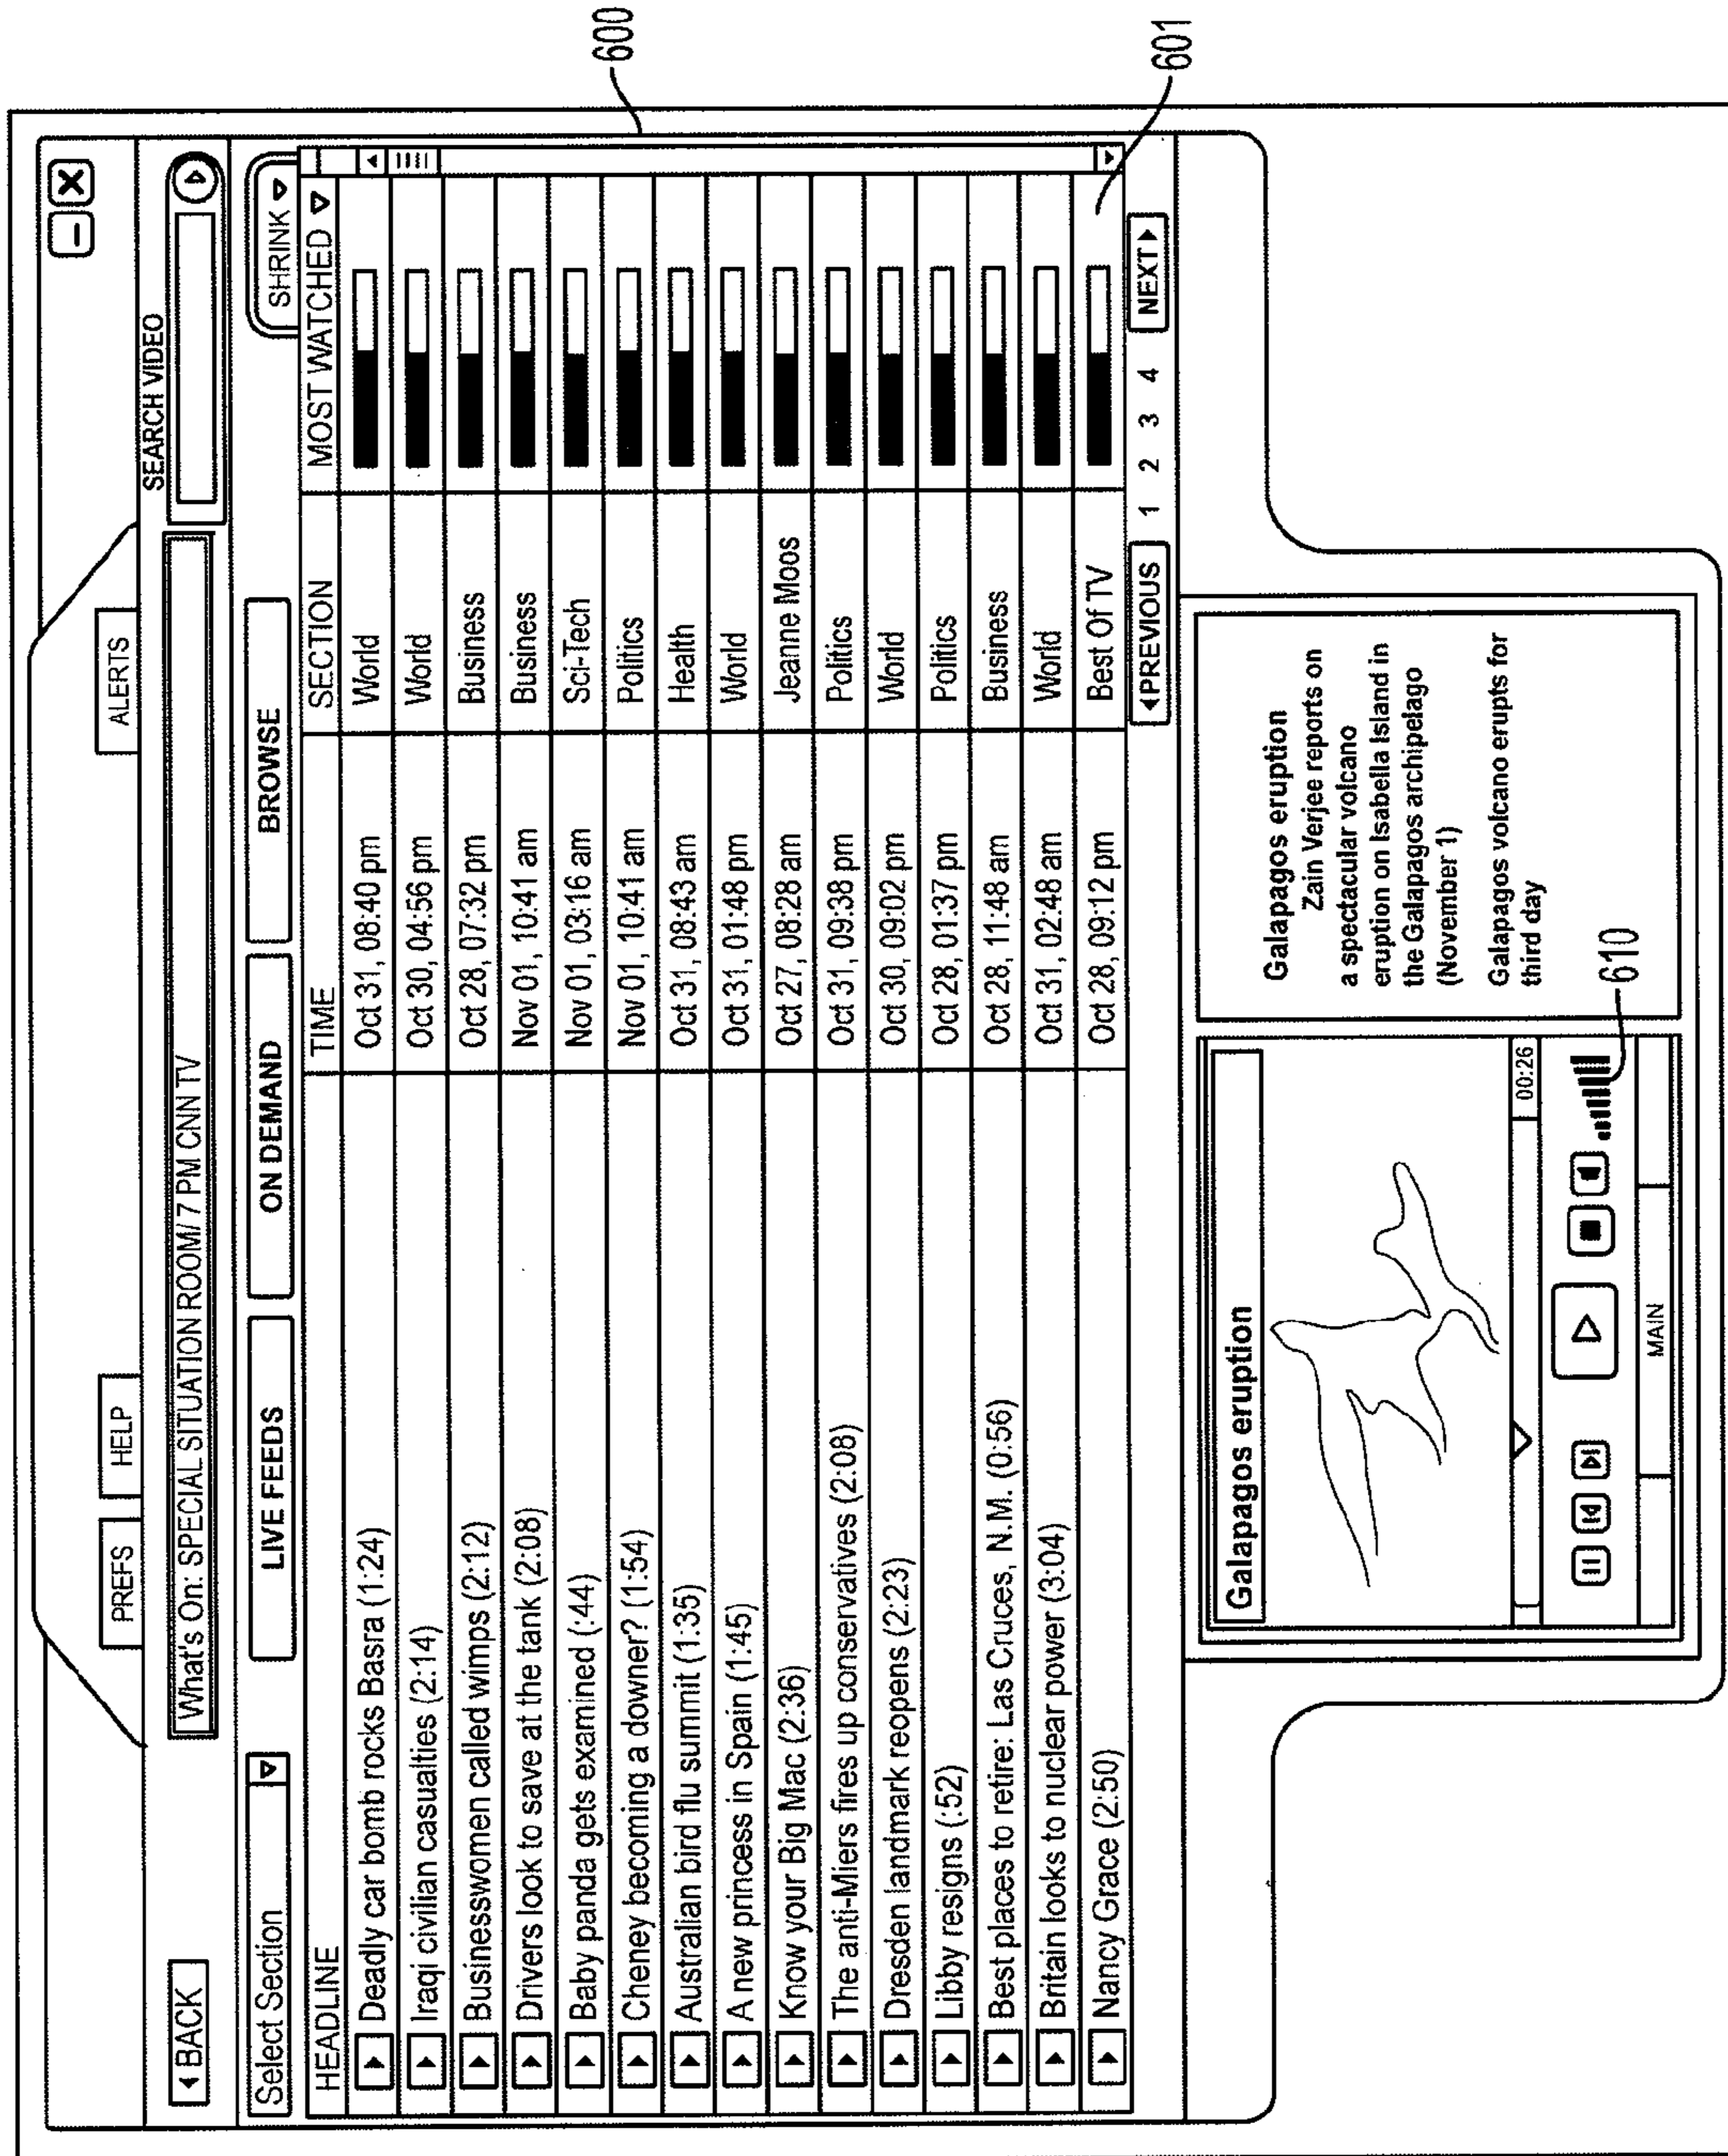 PREFS HELP ALERTS
◄ BACK What's On: SPECIAL SITUATION ROOM/ 7 PM CNN TV SEARCH VIDEO
Select Section LIVE FEEDS ON DEMAND BROWSE SHRINK
HEADLINE TIME SECTION MOST WATCHED
Deadly car bomb rocks Basra (1:24) Oct 31, 08:40 pm World
Iraqi civilian casualties (2:14) Oct 30, 04:56 pm World
Businesswomen called wimps (2:12) Oct 28, 07:32 pm Business
Drivers look to save at the tank (2:08) Nov 01, 10:41 am Business
Baby panda gets examined (:44) Nov 01, 03:16 am Sci-Tech
Cheney becoming a downer? (1:54) Nov 01, 10:41 am Politics
Australian bird flu summit (1:35) Oct 31, 08:43 am Health
A new princess in Spain (1:45) Oct 31, 01:48 pm World
Know your Big Mac (2:36) Oct 27, 08:28 am Jeanne Moos
The anti-Miers fires up conservatives (2:08) Oct 31, 09:38 pm Politics
Dresden landmark reopens (2:23) Oct 30, 09:02 pm World
Libby resigns (:52) Oct 28, 01:37 pm Politics
Best places to retire: Las Cruces, N.M. (0:56) Oct 28, 11:48 am Business
Britain looks to nuclear power (3:04) Oct 31, 02:48 am World
Nancy Grace (2:50) Oct 28, 09:12 pm Best Of TV
◄PREVIOUS 1 2 3 4 NEXT►
600
601
Galapagos eruption
00:26
MAIN
Galapagos eruption
Zain Verjee reports on
a spectacular volcano
eruption on Isabella Island in
the Galapagos archipelago
(November 1)
Galapagos volcano erupts for
third day
610